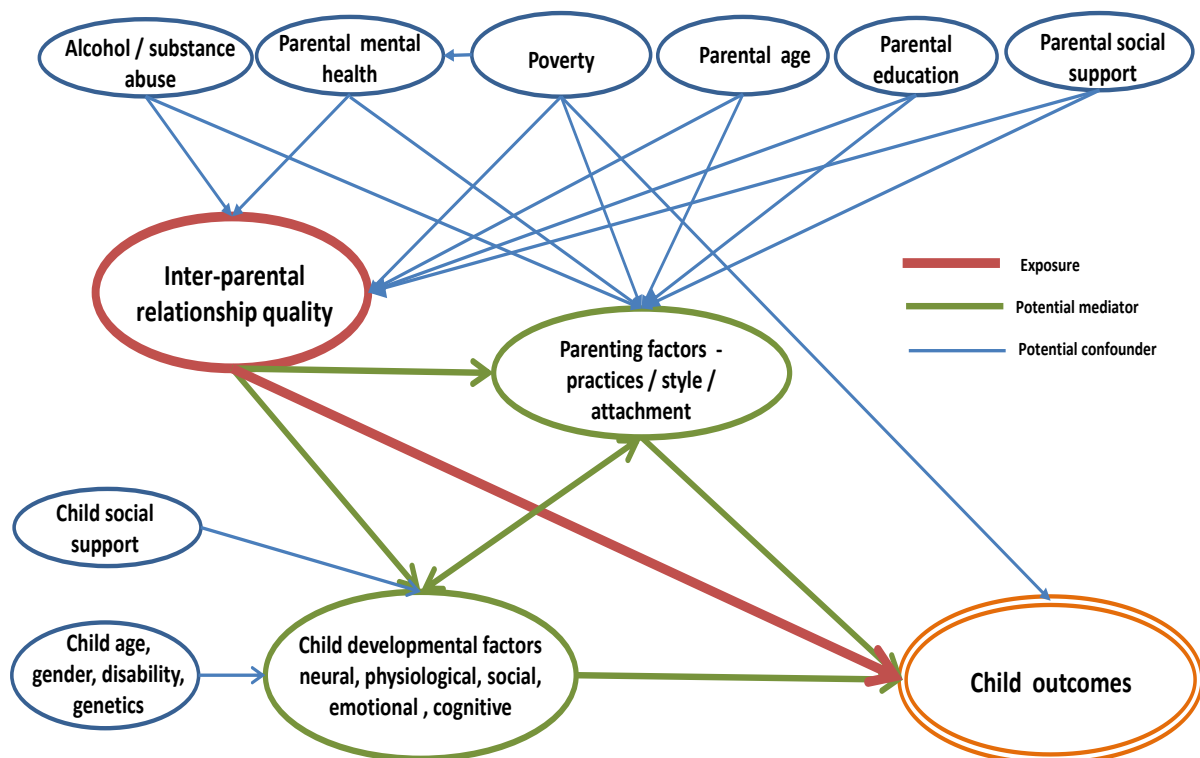 Alcohol / substance
abuse
Parental mental
health
Poverty
Parental age
Parental
education
Parental social
support
Inter-parental
relationship quality
Exposure
Potential mediator
Potential confounder
Parenting factors -
practices / style /
attachment
Child social
support
Child age,
gender, disability,
genetics
Child developmental factors
neural, physiological, social,
emotional , cognitive
Child outcomes